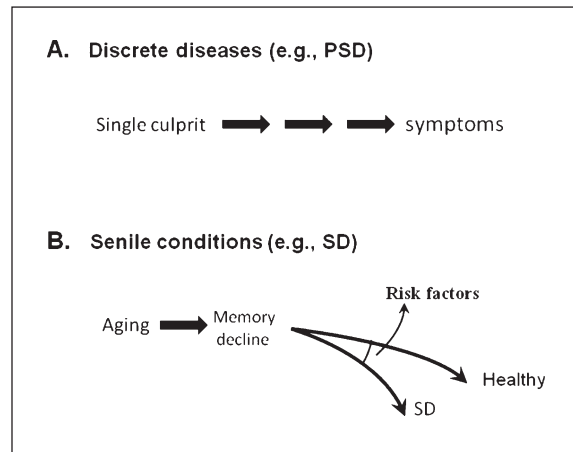 A. Discrete diseases (e.g., PSD)
Single culprit symptoms
B. Senile conditions (e.g., SD)
Risk factors
Aging Memory
decline
Healthy
SD